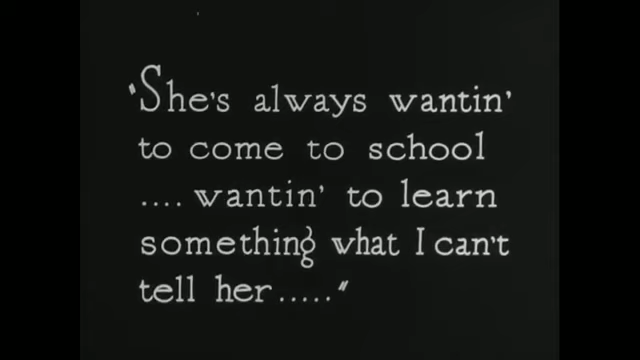 "She's always wantin'
to come to school
.... wantin' to learn
something what I can't
tell her ....."